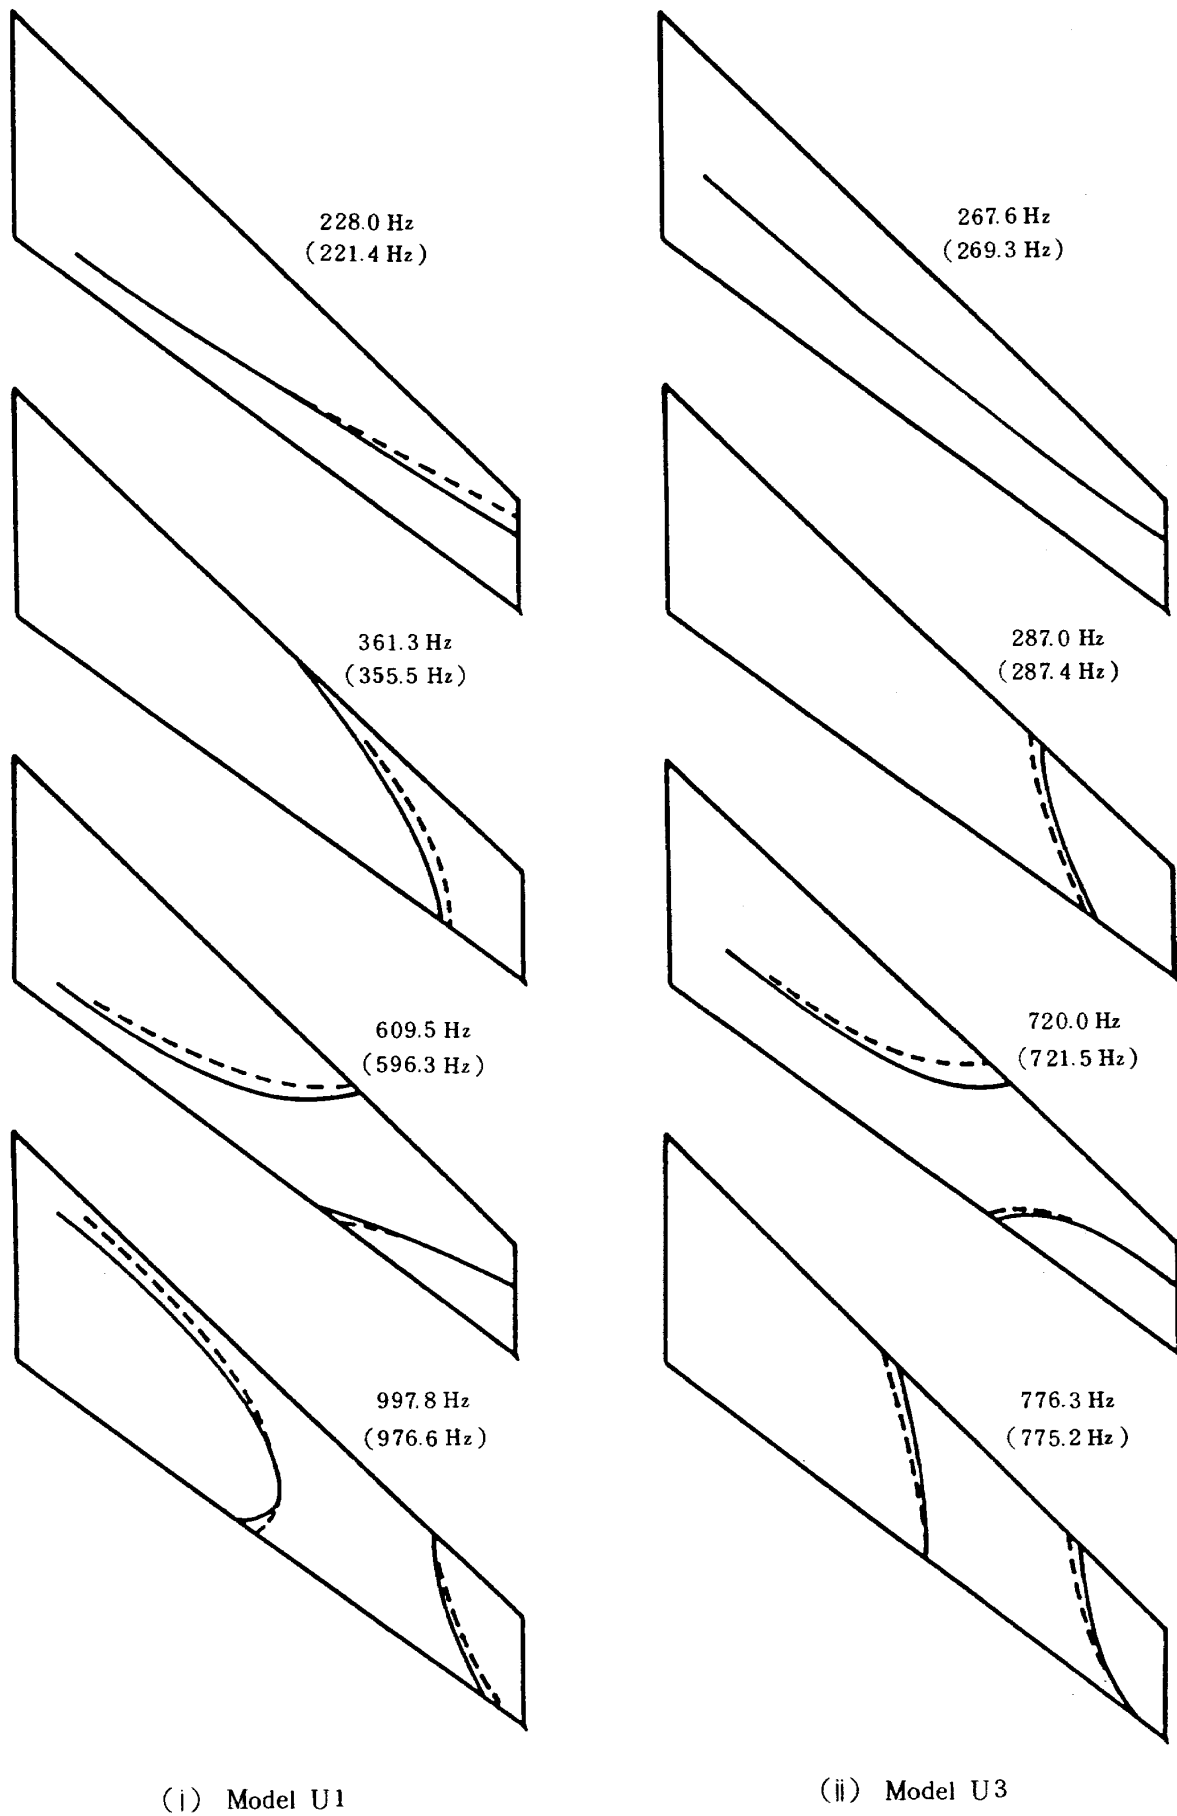 228.0 Hz
(221.4 Hz)
267.6 Hz
(269.3 Hz)
361.3 Hz
(355.5 Hz)
287.0 Hz
(287.4 Hz)
609.5 Hz
(596.3 Hz)
720.0 Hz
(721.5 Hz)
997.8 Hz
(976.6 Hz)
776.3 Hz
(775.2 Hz)
(i) Model U1
(ii) Model U3